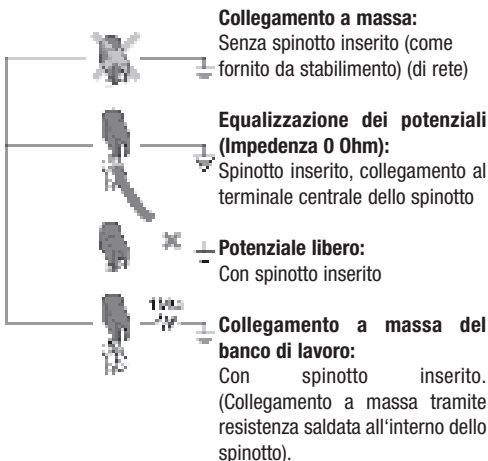 Collegamento a massa:
Senza spinotto inserito (come
fornito da stabilimento) (di rete)
Equalizzazione dei potenziali
(Impedenza 0 Ohm):
Spinotto inserito, collegamento al
terminale centrale dello spinotto
Potenziale libero:
Con spinotto inserito
Collegamento a massa del
banco di lavoro:
Con spinotto inserito.
(Collegamento a massa tramite
resistenza saldata all'interno dello
spinotto).